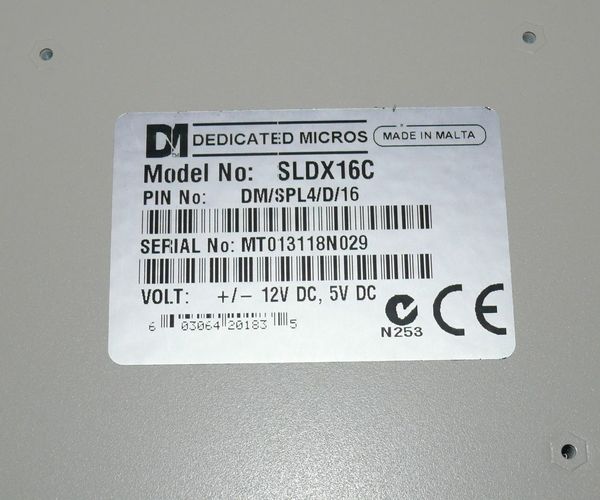 DM DEDICATED MICROS MADE IN MALTA
Model No: SLDX16C
PIN No: DM/SPL4/D/16
SERIAL No: MT013118N029
VOLT: +/- 12V DC, 5V DC
N253 CE
6 03064 20183 5